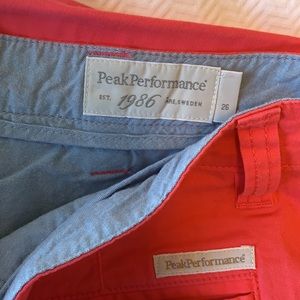 PeakPerformance®
EST. 1986 ÅRE, SWEDEN
26
PeakPerformance®